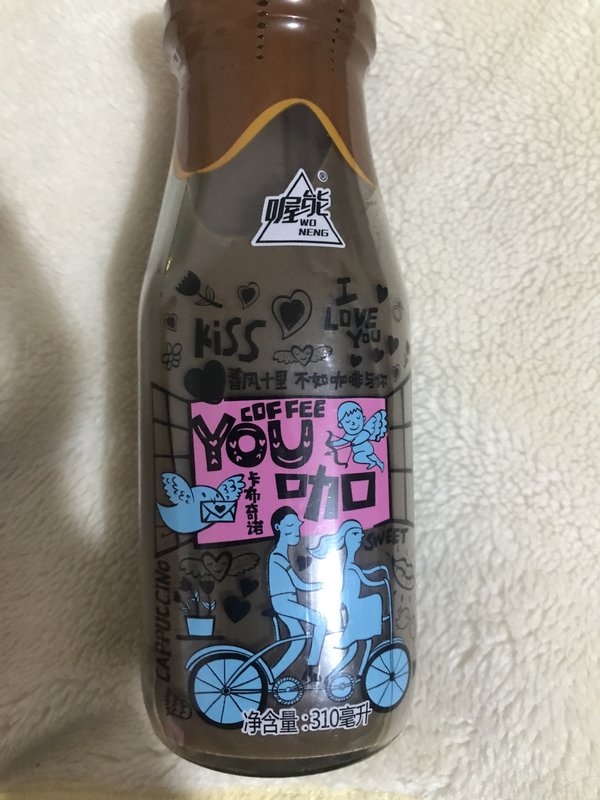 喔能
®
WO
NENG
I
LOVE
YOU
KiSS
春风十里 不如咖啡与你
COFFEE
YOU
咖
卡布奇诺
SWEET
CAPPUCCINO
净含量:310毫升